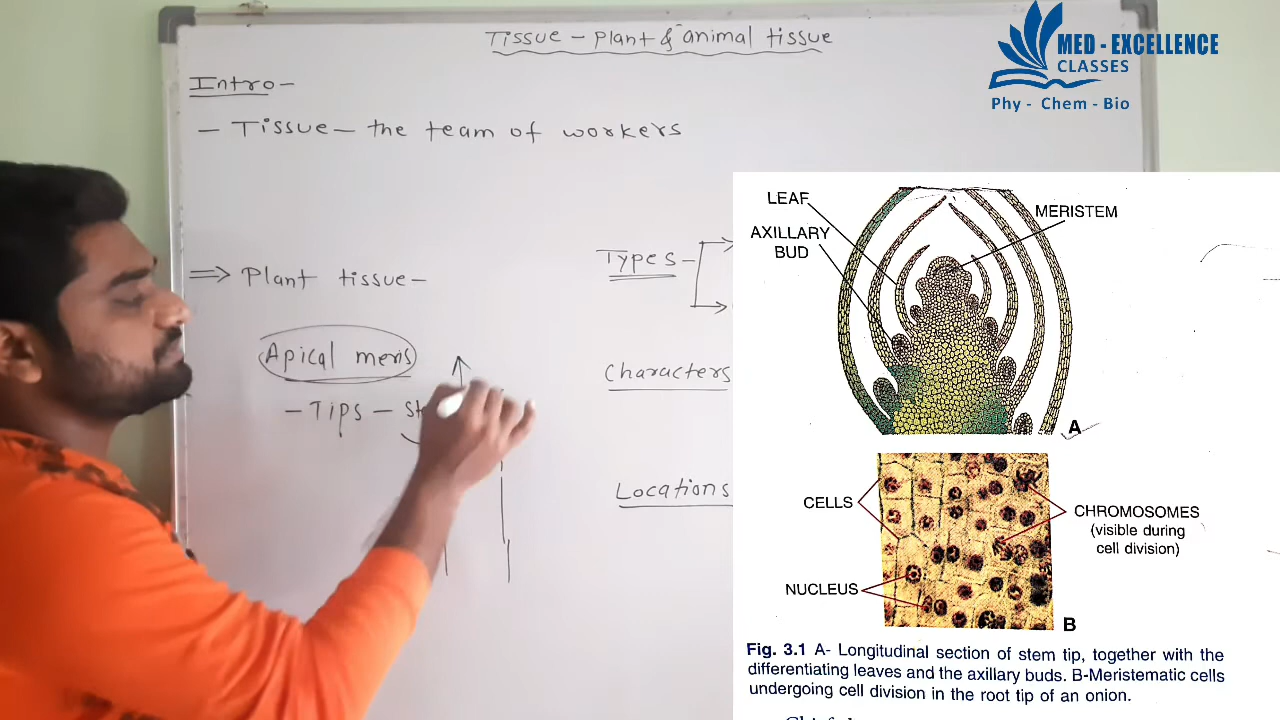 Tissue - Plant & animal tissue
MED - EXCELLENCE
CLASSES
Phy - Chem - Bio
Intro -
- Tissue - the team of workers
LEAF
AXILLARY
BUD
MERISTEM
Types -
⇒ Plant tissue -
Apical meris
- Tips - st
Characters
A
Locations
CELLS
NUCLEUS
CHROMOSOMES
(visible during
cell division)
B
Fig. 3.1 A- Longitudinal section of stem tip, together with the
differentiating leaves and the axillary buds. B-Meristematic cells
undergoing cell division in the root tip of an onion.